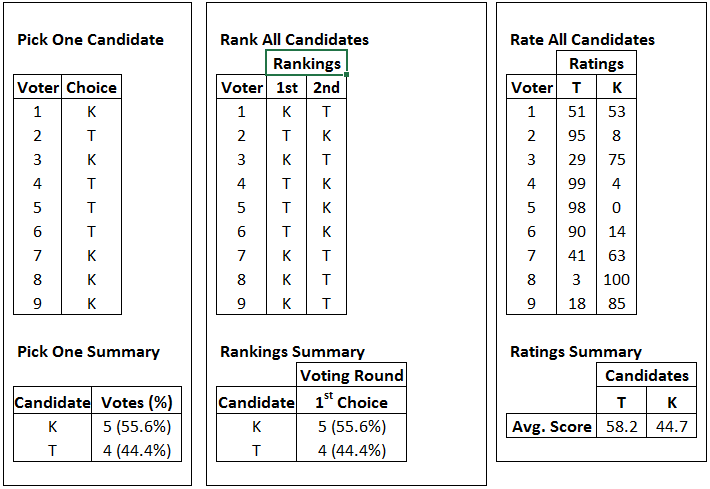 Pick One Candidate
Voter Choice
1 K
2 T
3 K
4 T
5 T
6 T
7 K
8 K
9 K
Pick One Summary
Candidate Votes (%)
K 5 (55.6%)
T 4 (44.4%)
Rank All Candidates
Rankings
Voter 1st 2nd
1 K T
2 T K
3 K T
4 T K
5 T K
6 T K
7 K T
8 K T
9 K T
Rankings Summary
Voting Round
Candidate 1st Choice
K 5 (55.6%)
T 4 (44.4%)
Rate All Candidates
Ratings
Voter T K
1 51 53
2 95 8
3 29 75
4 99 4
5 98 0
6 90 14
7 41 63
8 3 100
9 18 85
Ratings Summary
Candidates
T K
Avg. Score 58.2 44.7